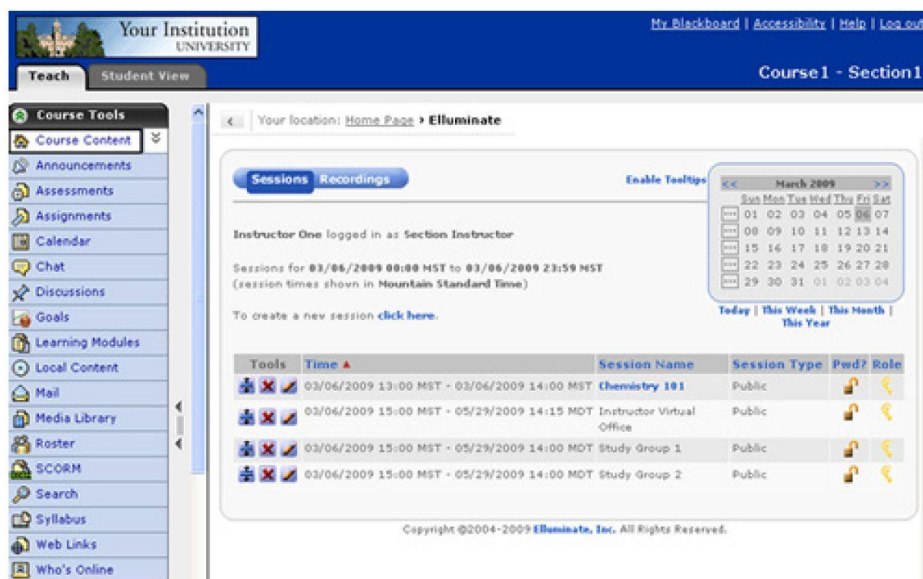 Your Institution
UNIVERSITY
My Blackboard | Accessibility | Help | Log out
Teach
Student View
Course1 - Section1
Course Tools
Course Content
Announcements
Assessments
Assignments
Calendar
Chat
Discussions
Goals
Learning Modules
Local Content
Mail
Media Library
Roster
SCORM
Search
Syllabus
Web Links
Who's Online
Your location: Home Page › Elluminate
Sessions Recordings
Enable Tooltips
<< March 2009 >>
Sun Mon Tue Wed Thu Fri Sat
01 02 03 04 05 06 07
08 09 10 11 12 13 14
15 16 17 18 19 20 21
22 23 24 25 26 27 28
29 30 31 01 02 03 04
Today | This Week | This Month |
This Year
Instructor One logged in as Section Instructor
Sessions for 03/06/2009 00:00 MST to 03/06/2009 23:59 MST
(session times shown in Mountain Standard Time)
To create a new session click here.
Tools Time Session Name Session Type Pwd? Role
03/06/2009 13:00 MST - 03/06/2009 14:00 MST Chemistry 101 Public
03/06/2009 15:00 MST - 05/29/2009 14:15 MDT Instructor Virtual Public
Office
03/06/2009 15:00 MST - 05/29/2009 14:00 MDT Study Group 1 Public
03/06/2009 15:00 MST - 05/29/2009 14:00 MDT Study Group 2 Public
Copyright ©2004-2009 Elluminate, Inc. All Rights Reserved.